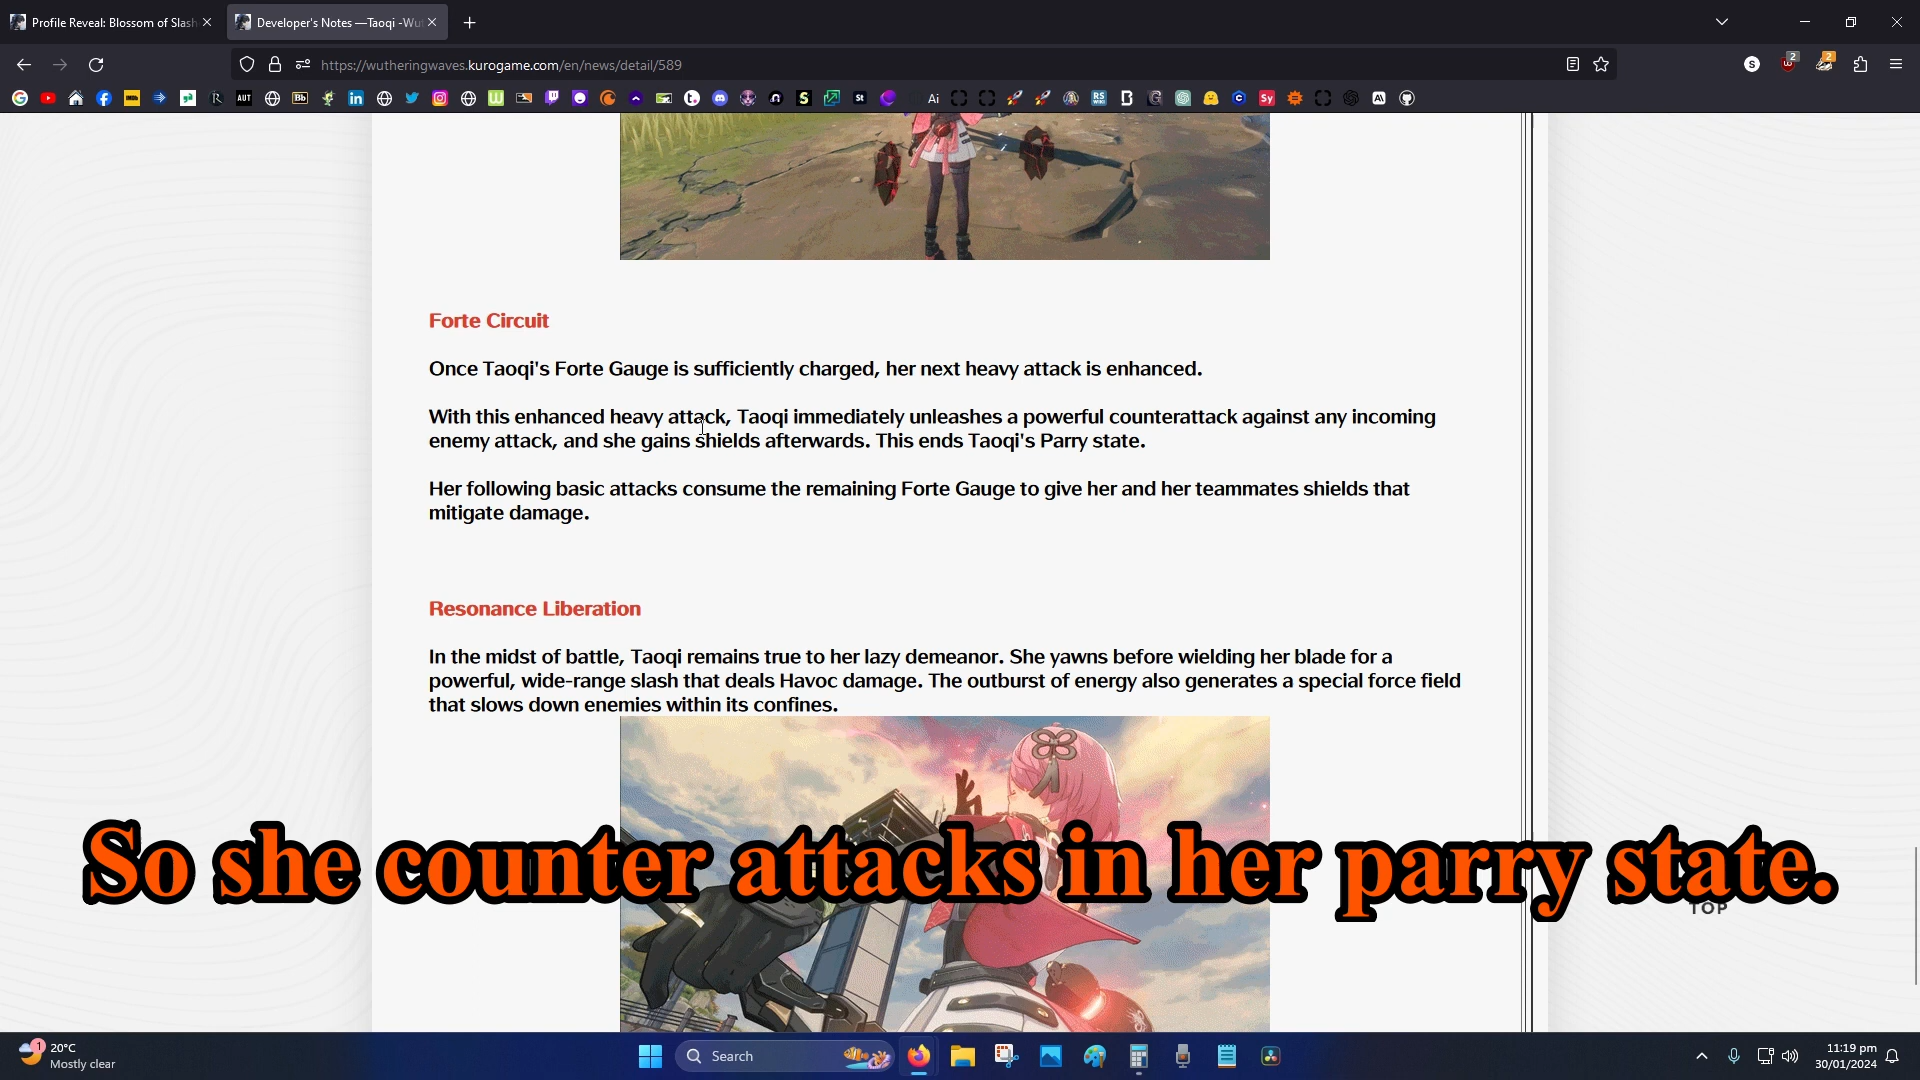 Profile Reveal: Blossom of Slash
Developer's Notes —Taoqi -Wu
https://wutheringwaves.kurogame.com/en/news/detail/589
Forte Circuit
Once Taoqi's Forte Gauge is sufficiently charged, her next heavy attack is enhanced.
With this enhanced heavy attack, Taoqi immediately unleashes a powerful counterattack against any incoming
enemy attack, and she gains shields afterwards. This ends Taoqi's Parry state.
Her following basic attacks consume the remaining Forte Gauge to give her and her teammates shields that
mitigate damage.
Resonance Liberation
In the midst of battle, Taoqi remains true to her lazy demeanor. She yawns before wielding her blade for a
powerful, wide-range slash that deals Havoc damage. The outburst of energy also generates a special force field
that slows down enemies within its confines.
So she counter attacks in her parry state.
TOP
20°C
Mostly clear
Search
11:19 pm
30/01/2024